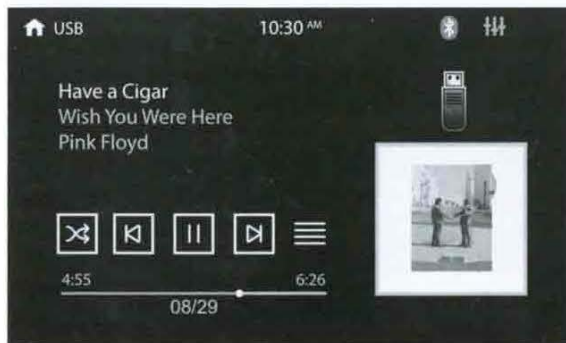 USB
10:30 AM
Have a Cigar
Wish You Were Here
Pink Floyd
4:55 6:26
08/29